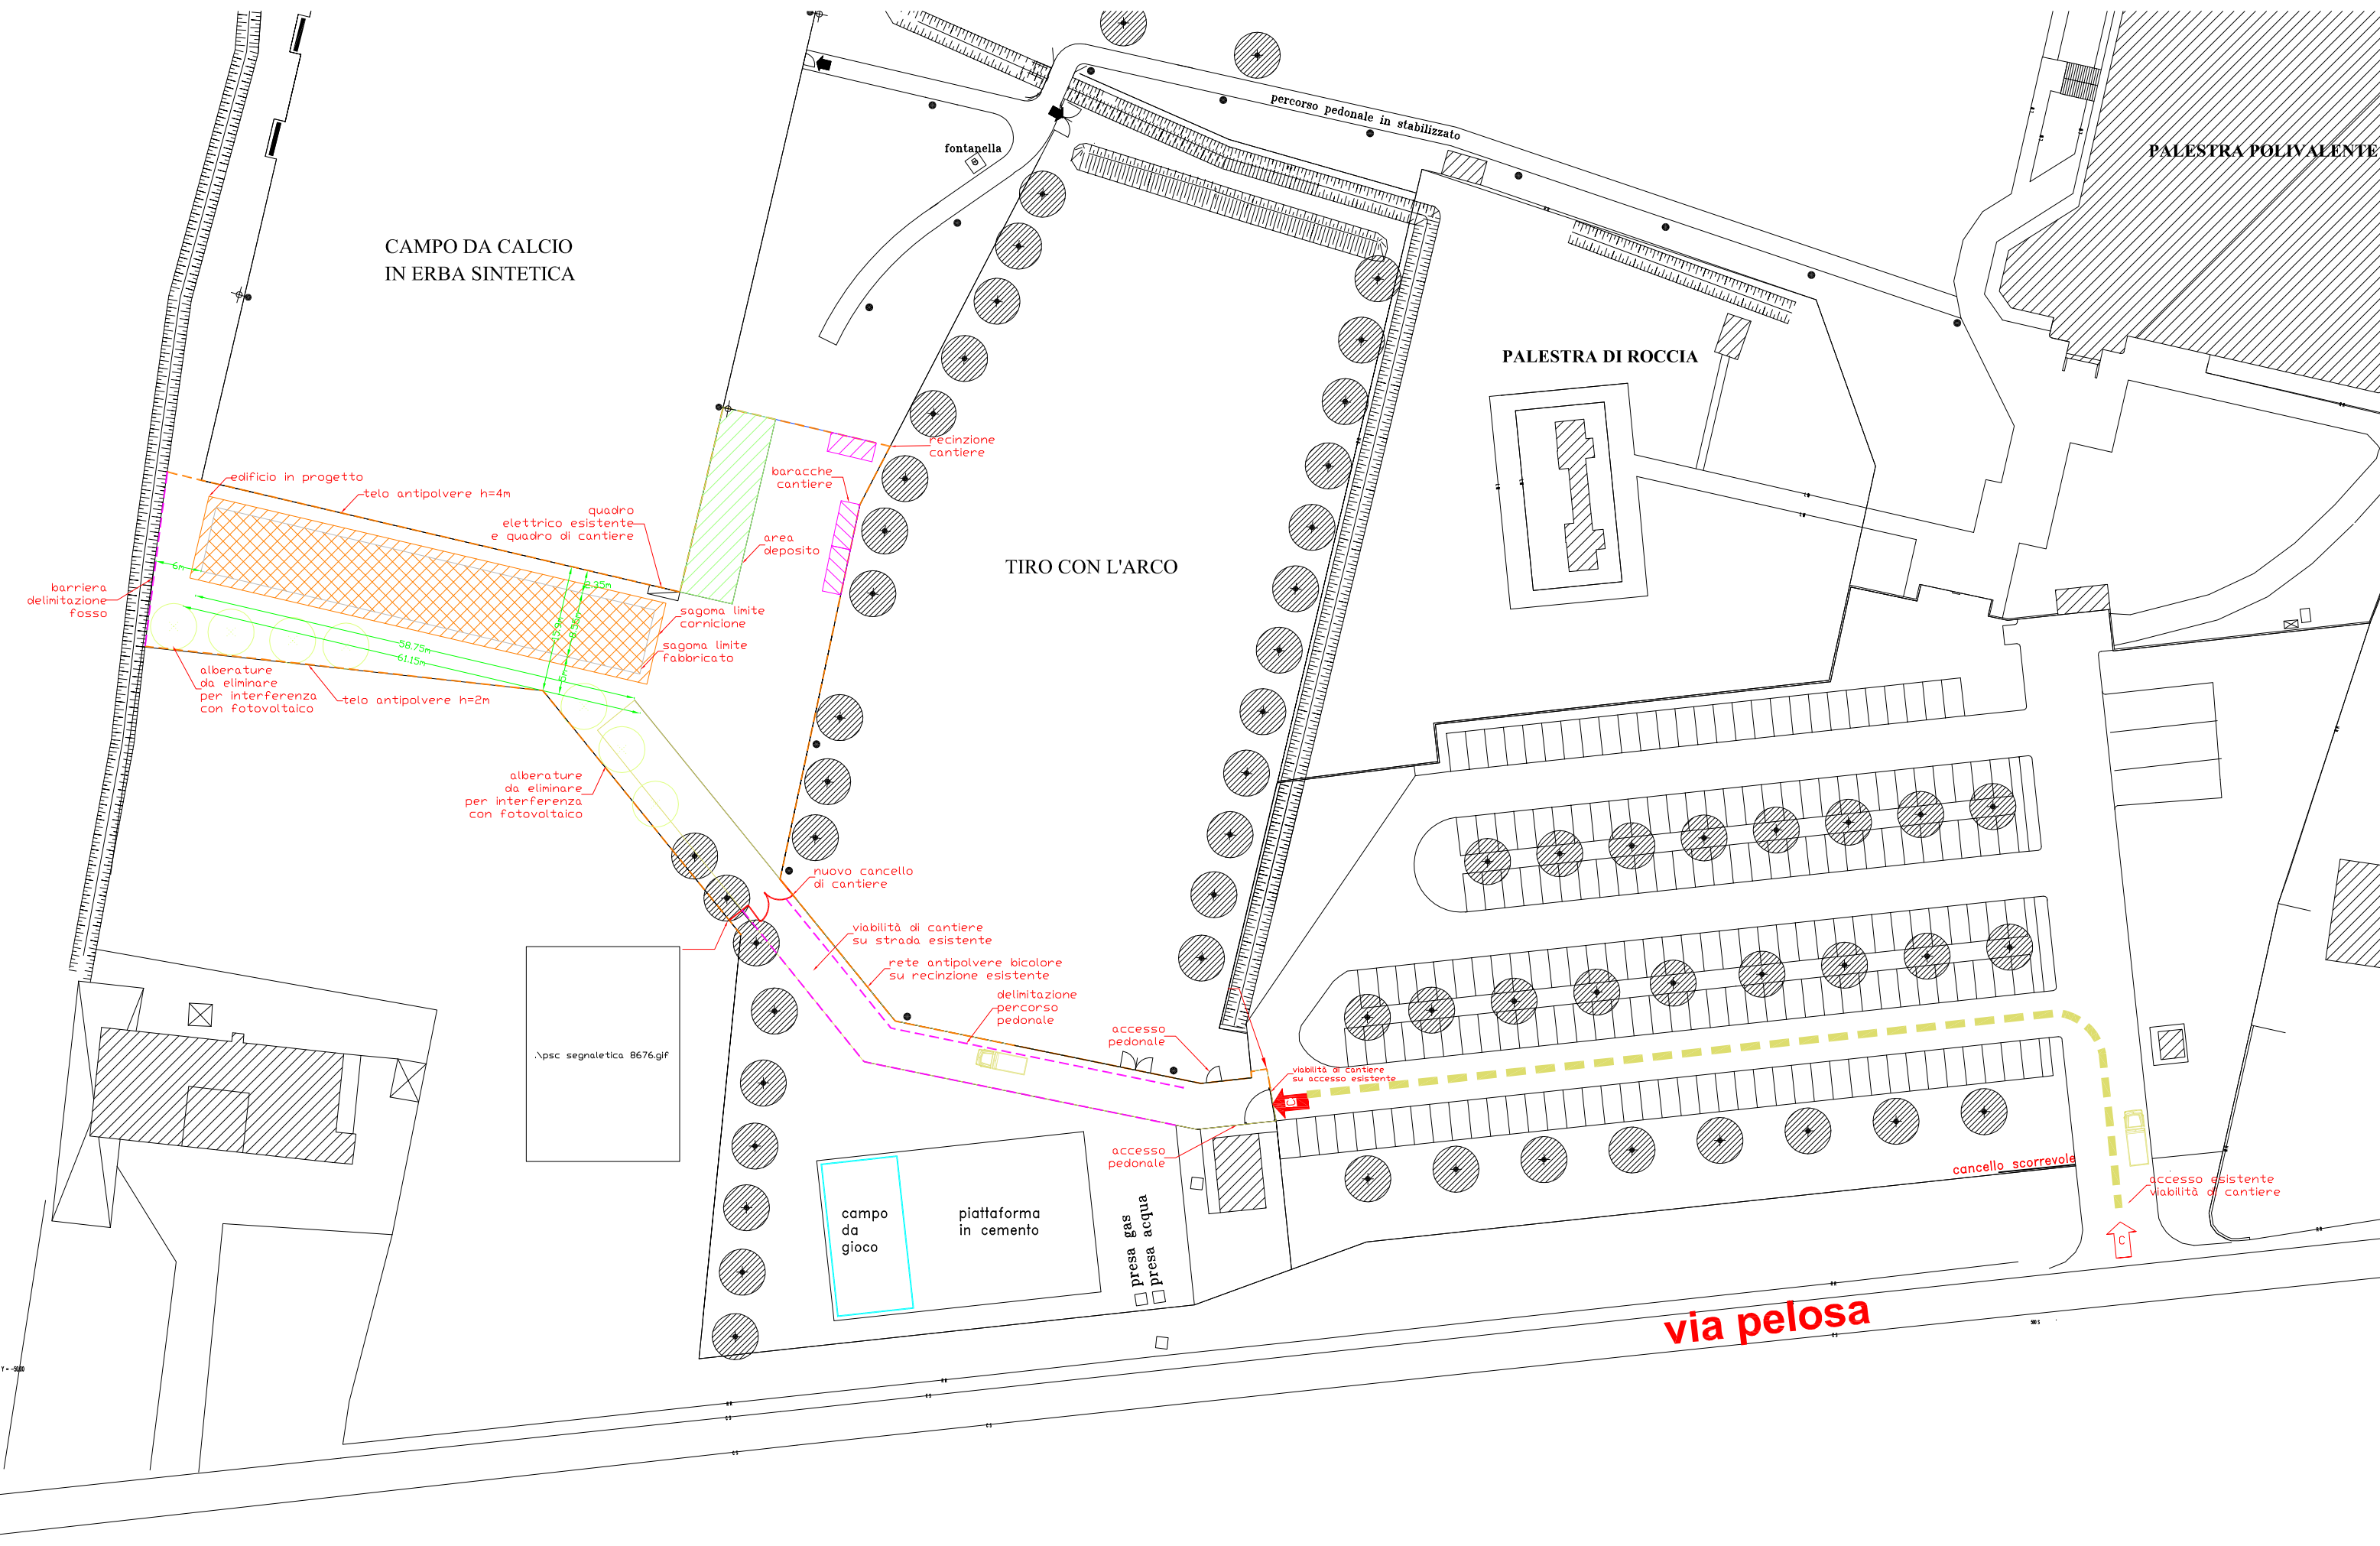 percorso pedonale in stabilizzato
fontanella
PALESTRA POLIVALENTE
CAMPO DA CALCIO
IN ERBA SINTETICA
PALESTRA DI ROCCIA
recinzione
cantiere
baracche
cantiere
edificio in progetto
telo antipolvere h=4m
quadro
elettrico esistente
e quadro di cantiere
area
deposito
TIRO CON L'ARCO
6m
barriera
delimitazione
fosso
sagoma limite
cornicione
sagoma limite
fabbricato
58.75m
61.15m
5m
alberature
da eliminare
per interferenza
con fotovoltaico
telo antipolvere h=2m
alberature
da eliminare
per interferenza
con fotovoltaico
nuovo cancello
di cantiere
viabilità di cantiere
su strada esistente
rete antipolvere bicolore
su recinzione esistente
delimitazione
percorso
pedonale
accesso
pedonale
.\psc segnaletica 8676.gif
viabilità di cantiere
su accesso esistente
C
accesso
pedonale
cancello scorrevole
accesso esistente
viabilità di cantiere
C
campo
da
gioco
piattaforma
in cemento
presa gas
presa acqua
via pelosa